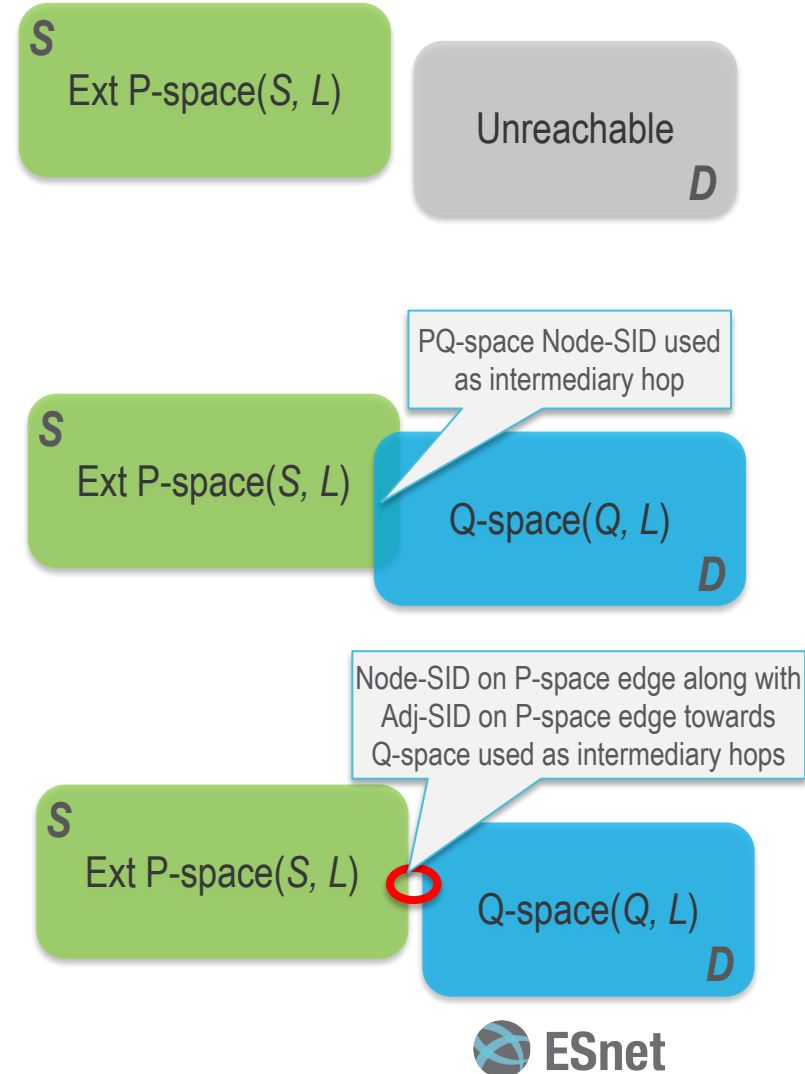 S
Ext P-space(S, L)
Unreachable
D
PQ-space Node-SID used
as intermediary hop
S
Ext P-space(S, L)
Q-space(Q, L)
D
Node-SID on P-space edge along with
Adj-SID on P-space edge towards
Q-space used as intermediary hops
S
Ext P-space(S, L)
Q-space(Q, L)
D
ESnet